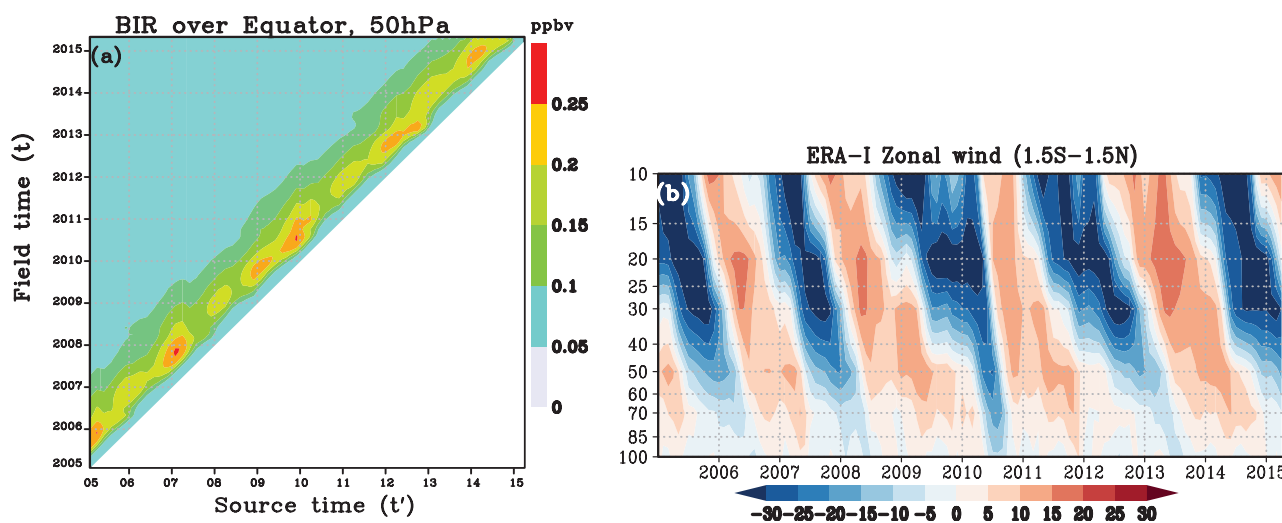 BIR over Equator, 50hPa
ppbv
(a)
2015
2014
2013
2012
2011
2010
2009
2008
2007
2006
2005
Field time (t)
05 06 07 08 09 10 11 12 13 14 15
Source time (t')
0.25
0.2
0.15
0.1
0.05
0
ERA-I Zonal wind (1.5S-1.5N)
(b)
10
15
20
25
30
40
50
60
70
85
100
2006 2007 2008 2009 2010 2011 2012 2013 2014 2015
-30 -25 -20 -15 -10 -5 0 5 10 15 20 25 30